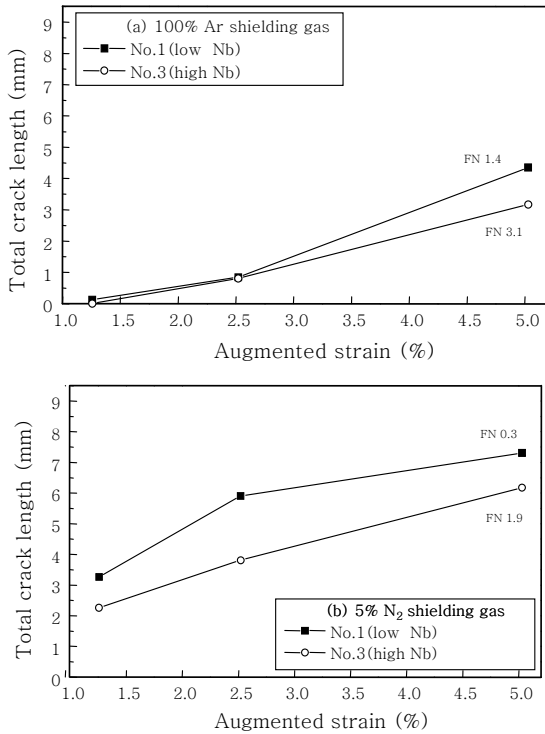 (a) 100% Ar shielding gas
No.1(low Nb)
No.3(high Nb)
9
8
7
6
5
4
3
2
1
0
Total crack length (mm)
FN 1.4
FN 3.1
1.0 1.5 2.0 2.5 3.0 3.5 4.0 4.5 5.0
Augmented strain (%)
9
8
7
6
5
4
3
2
1
0
Total crack length (mm)
FN 0.3
FN 1.9
(b) 5% N₂ shielding gas
No.1(low Nb)
No.3(high Nb)
1.0 1.5 2.0 2.5 3.0 3.5 4.0 4.5 5.0
Augmented strain (%)